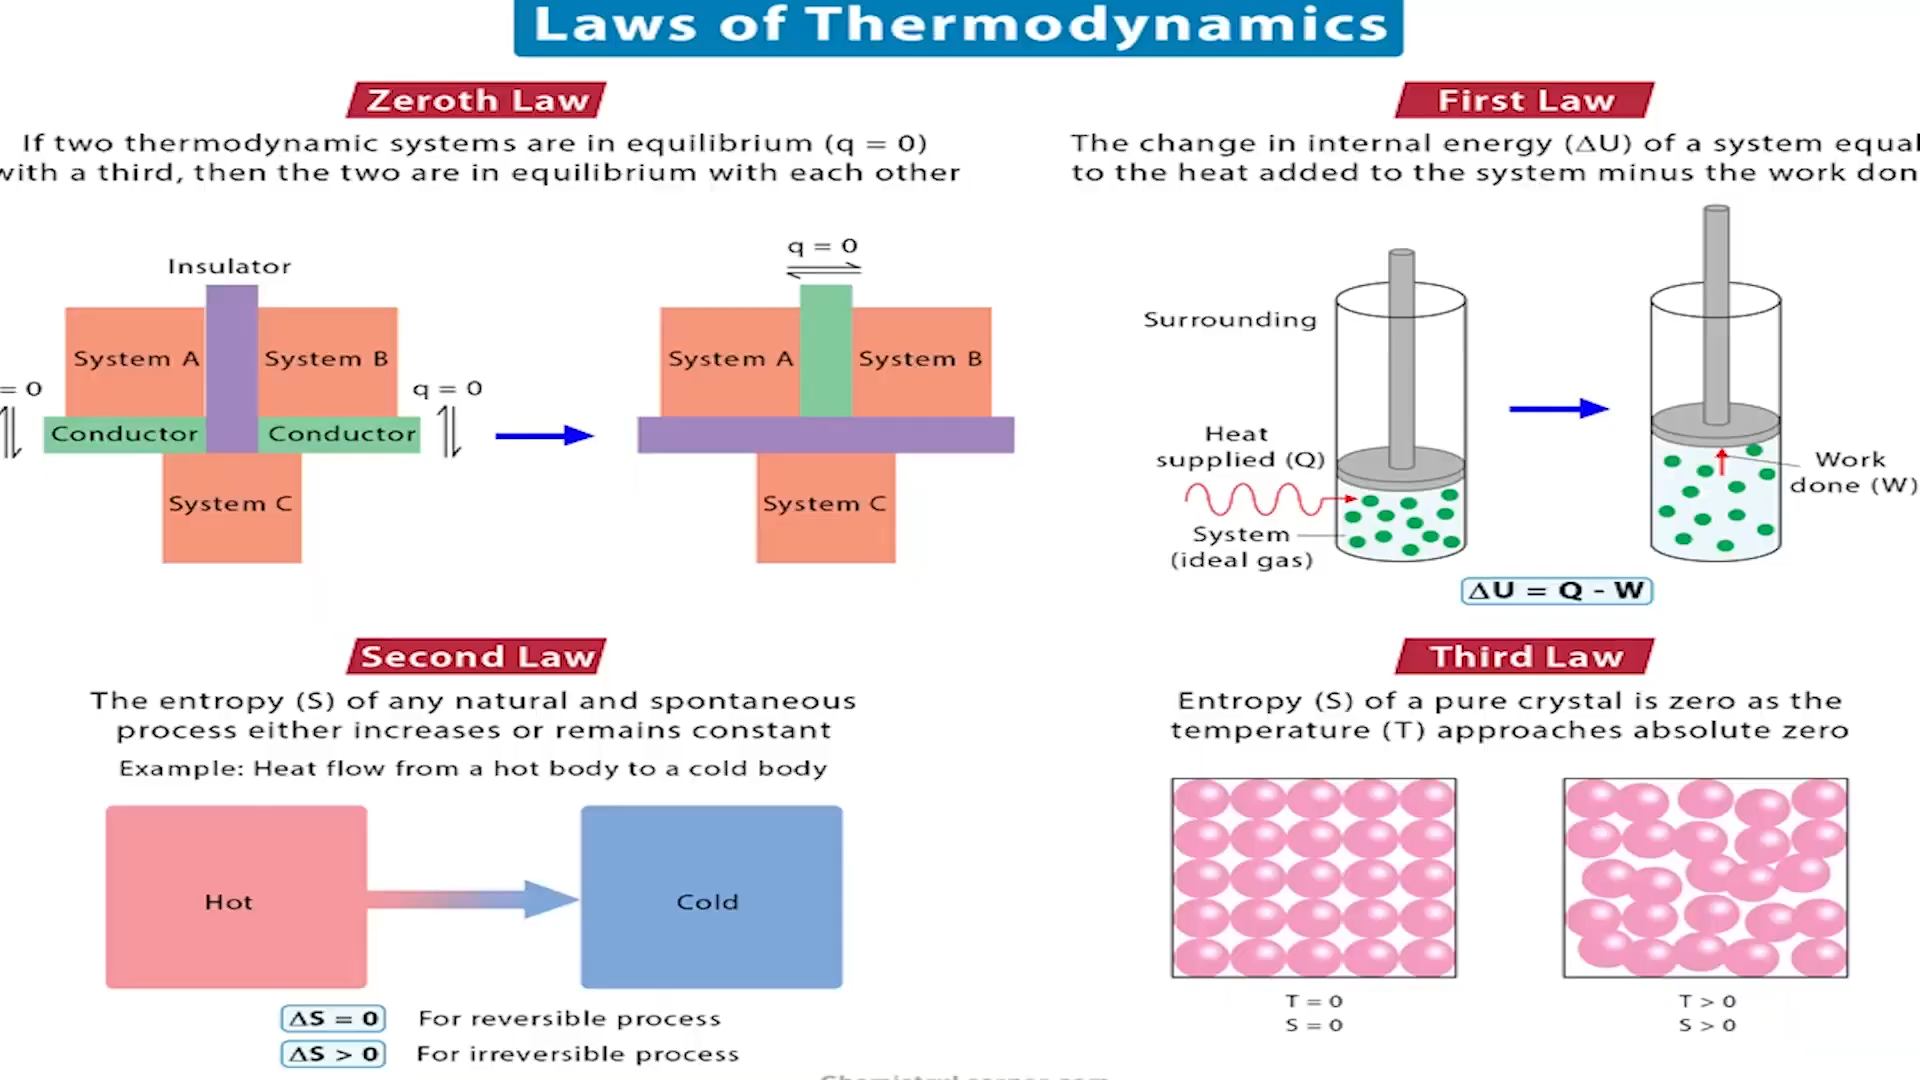 Laws of Thermodynamics
Zeroth Law
If two thermodynamic systems are in equilibrium (q = 0)
with a third, then the two are in equilibrium with each other
Insulator
System A
System B
= 0
q = 0
Conductor
Conductor
System C
q = 0
System A
System B
System C
First Law
The change in internal energy (ΔU) of a system equal
to the heat added to the system minus the work don
Surrounding
Heat
supplied (Q)
System
(ideal gas)
Work
done (W)
ΔU = Q - W
Second Law
The entropy (S) of any natural and spontaneous
process either increases or remains constant
Example: Heat flow from a hot body to a cold body
Hot
Cold
ΔS = 0 For reversible process
ΔS > 0 For irreversible process
Third Law
Entropy (S) of a pure crystal is zero as the
temperature (T) approaches absolute zero
T = 0
S = 0
T > 0
S > 0